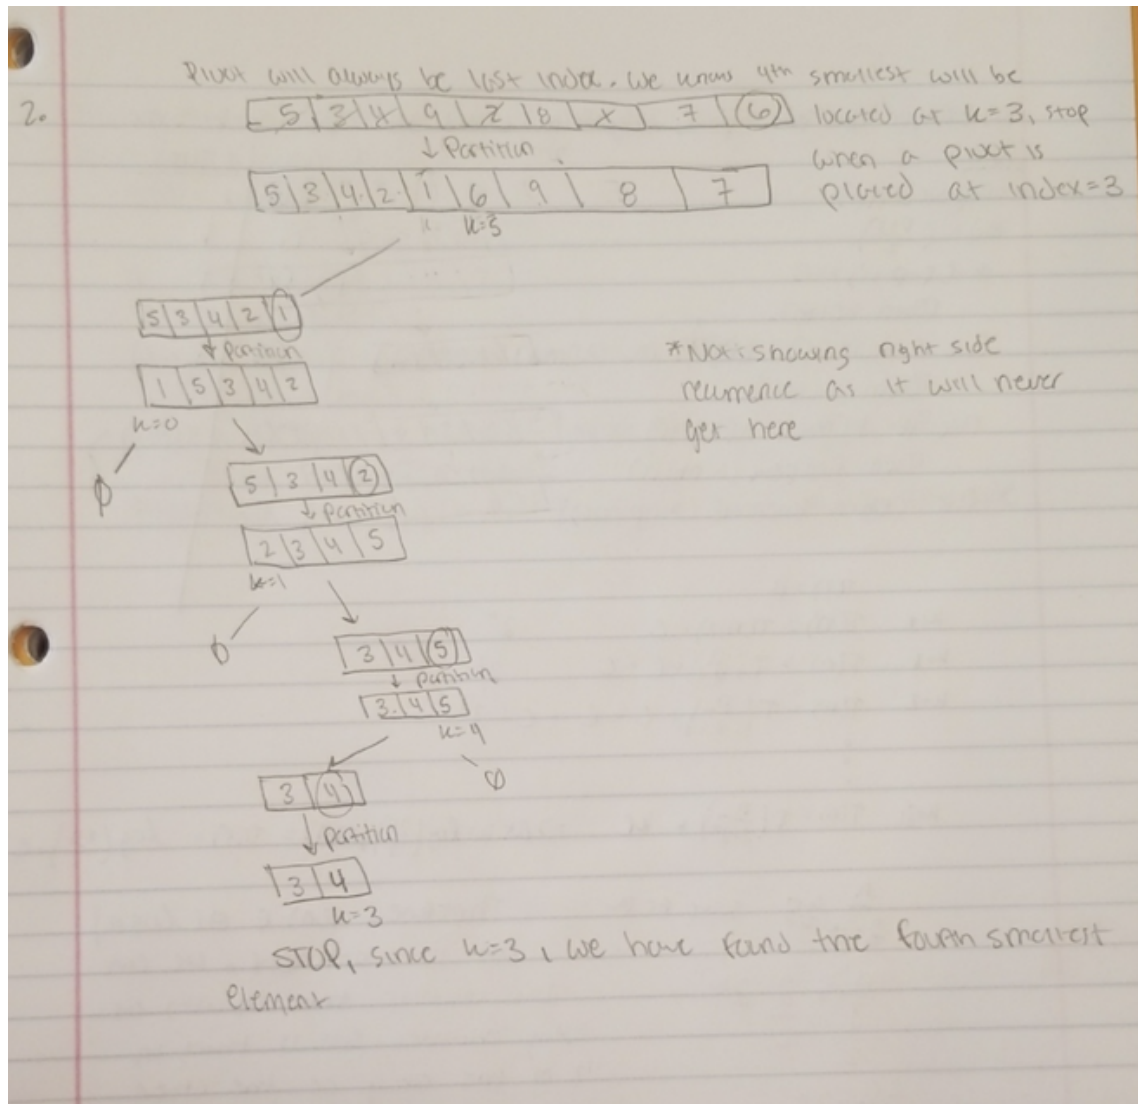 Pivot will always be last index. We know 4th smallest will be
2. 5 3 4 9 2 8 7 6 located at k=3, stop
↓ Partition when a pivot is
5 3 4 2 1 6 9 8 7 placed at index=3
k=5
5 3 4 2 1
↓ Partition
1 5 3 4 2
k=0
*Not showing right side
recurrence as it will never
get here
φ
5 3 4 2
↓ Partition
2 3 4 5
k=1
φ
3 4 5
↓ Partition
3 4 5
k=4
φ
3 4
↓ Partition
3 4
k=3
STOP, since k=3, we have found the fourth smallest
element